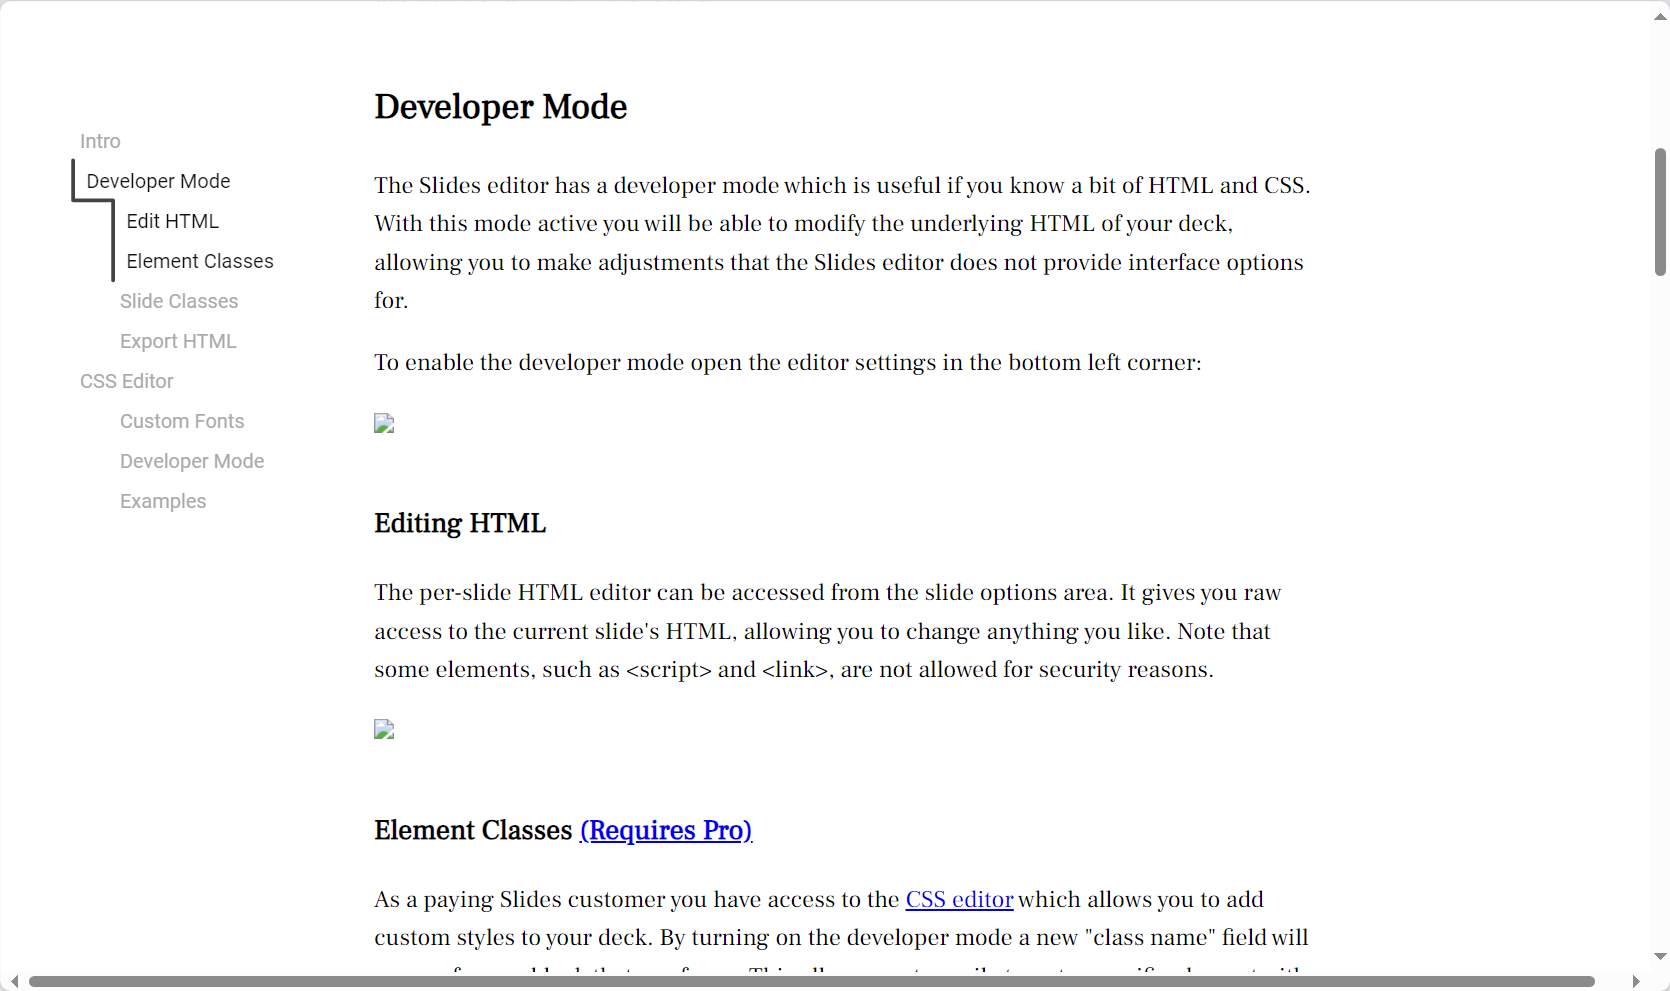 Intro
Developer Mode
Edit HTML
Element Classes
Slide Classes
Export HTML
CSS Editor
Custom Fonts
Developer Mode
Examples
Developer Mode
The Slides editor has a developer mode which is useful if you know a bit of HTML and CSS.
With this mode active you will be able to modify the underlying HTML of your deck,
allowing you to make adjustments that the Slides editor does not provide interface options
for.
To enable the developer mode open the editor settings in the bottom left corner:
Editing HTML
The per-slide HTML editor can be accessed from the slide options area. It gives you raw
access to the current slide's HTML, allowing you to change anything you like. Note that
some elements, such as <script> and <link>, are not allowed for security reasons.
Element Classes (Requires Pro)
As a paying Slides customer you have access to the CSS editor which allows you to add
custom styles to your deck. By turning on the developer mode a new "class name" field will